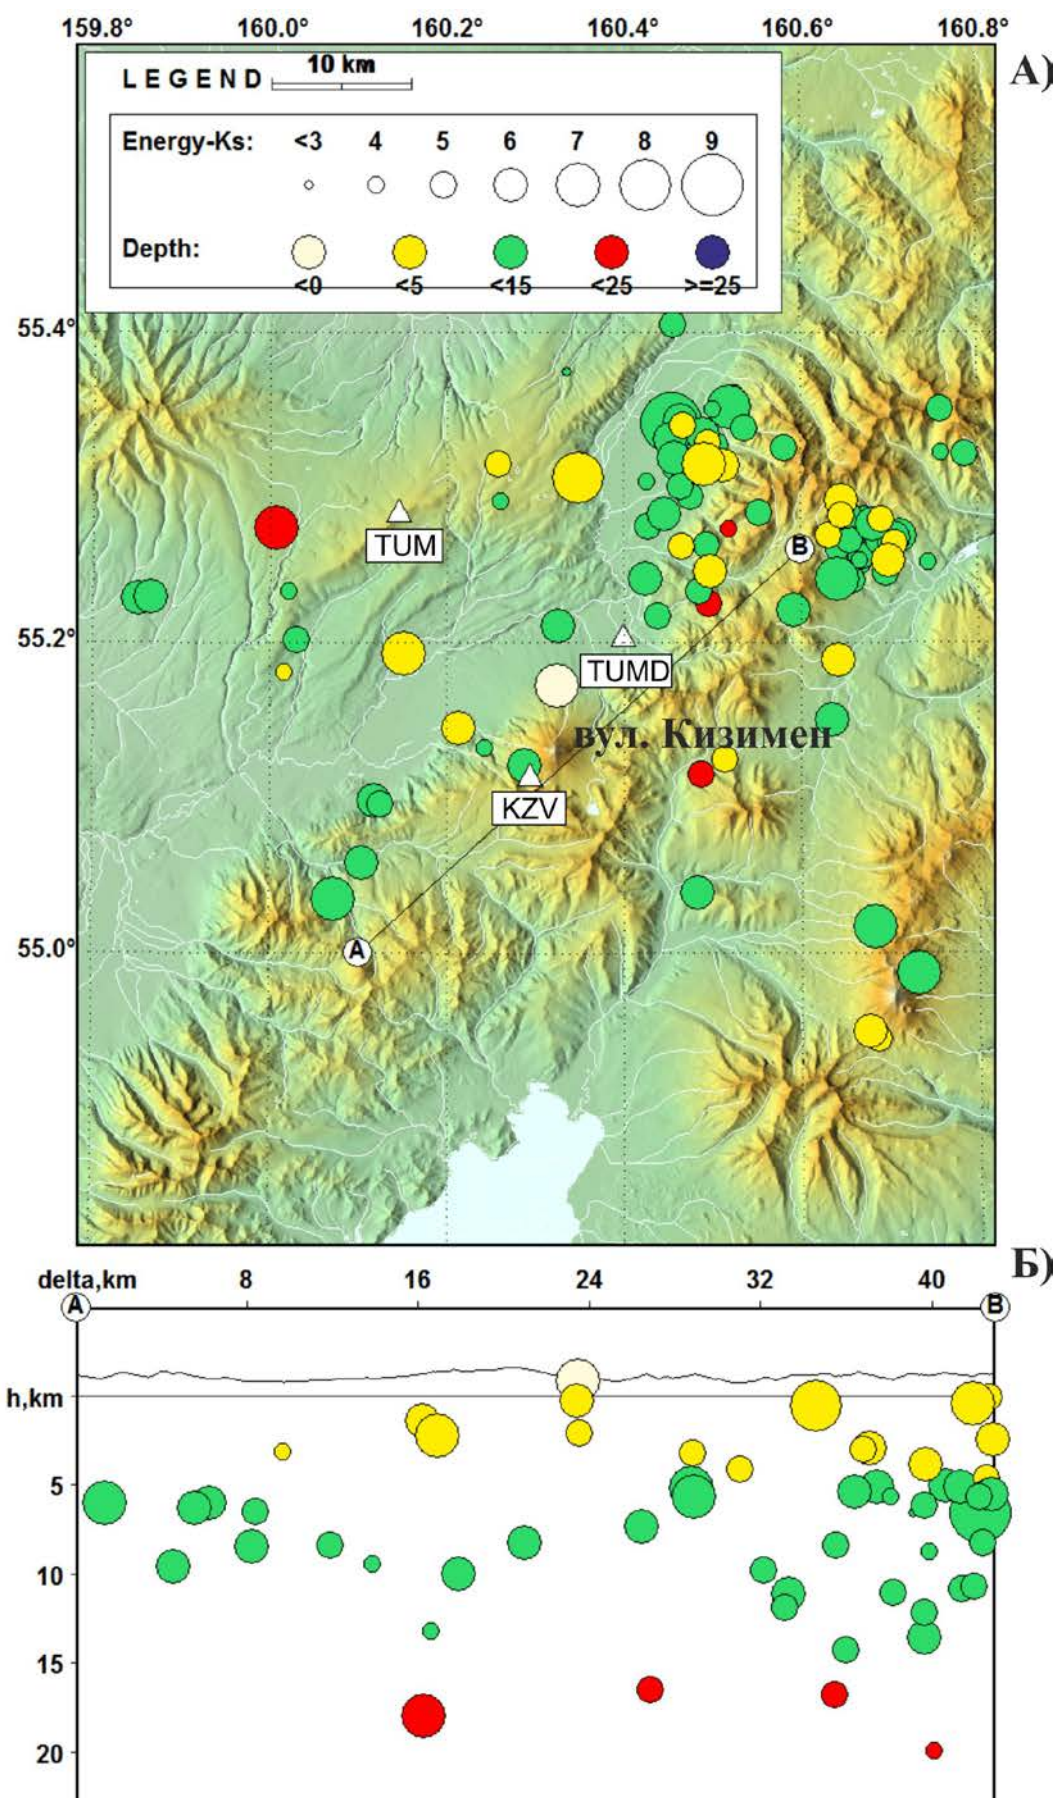 159.8° 160.0° 160.2° 160.4° 160.6° 160.8°
А)
LEGEND 10 km
Energy-Ks: <3 4 5 6 7 8 9
Depth:
<0 <5 <15 <25 >=25
55.4°
TUM
B
55.2°
TUMD
вул. Кизимен
KZV
55.0°
A
Б)
delta,km 8 16 24 32 40
A B
h,km
5
10
15
20